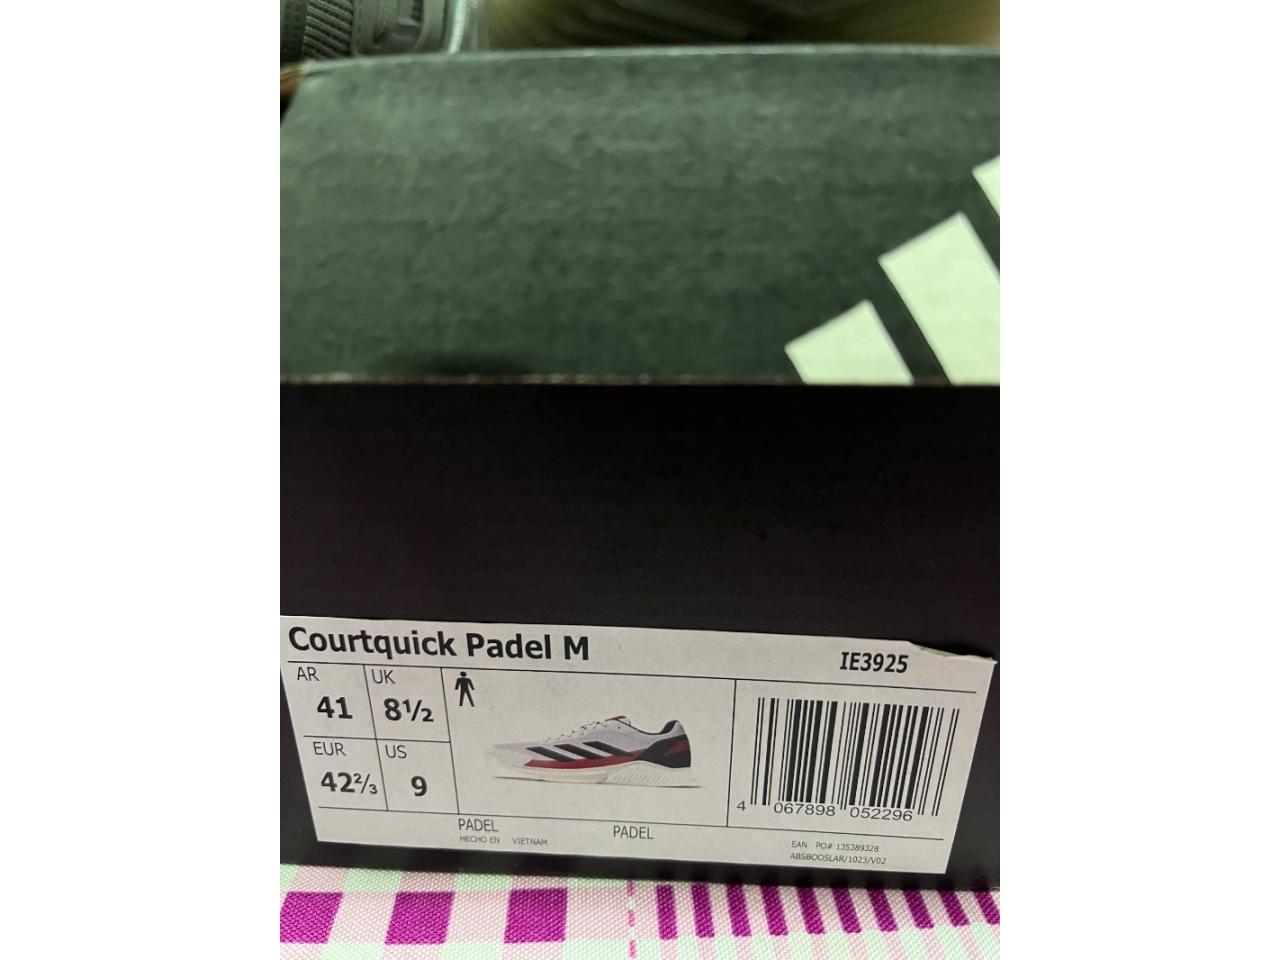 Courtquick Padel M
IE3925
AR
41
UK
8½
EUR
42⅔
US
9
4 067898 052296
PADEL
PADEL
HECHO EN VIETNAM
EAN PO# 135389328
ABSBOOSLAR/1023/V02